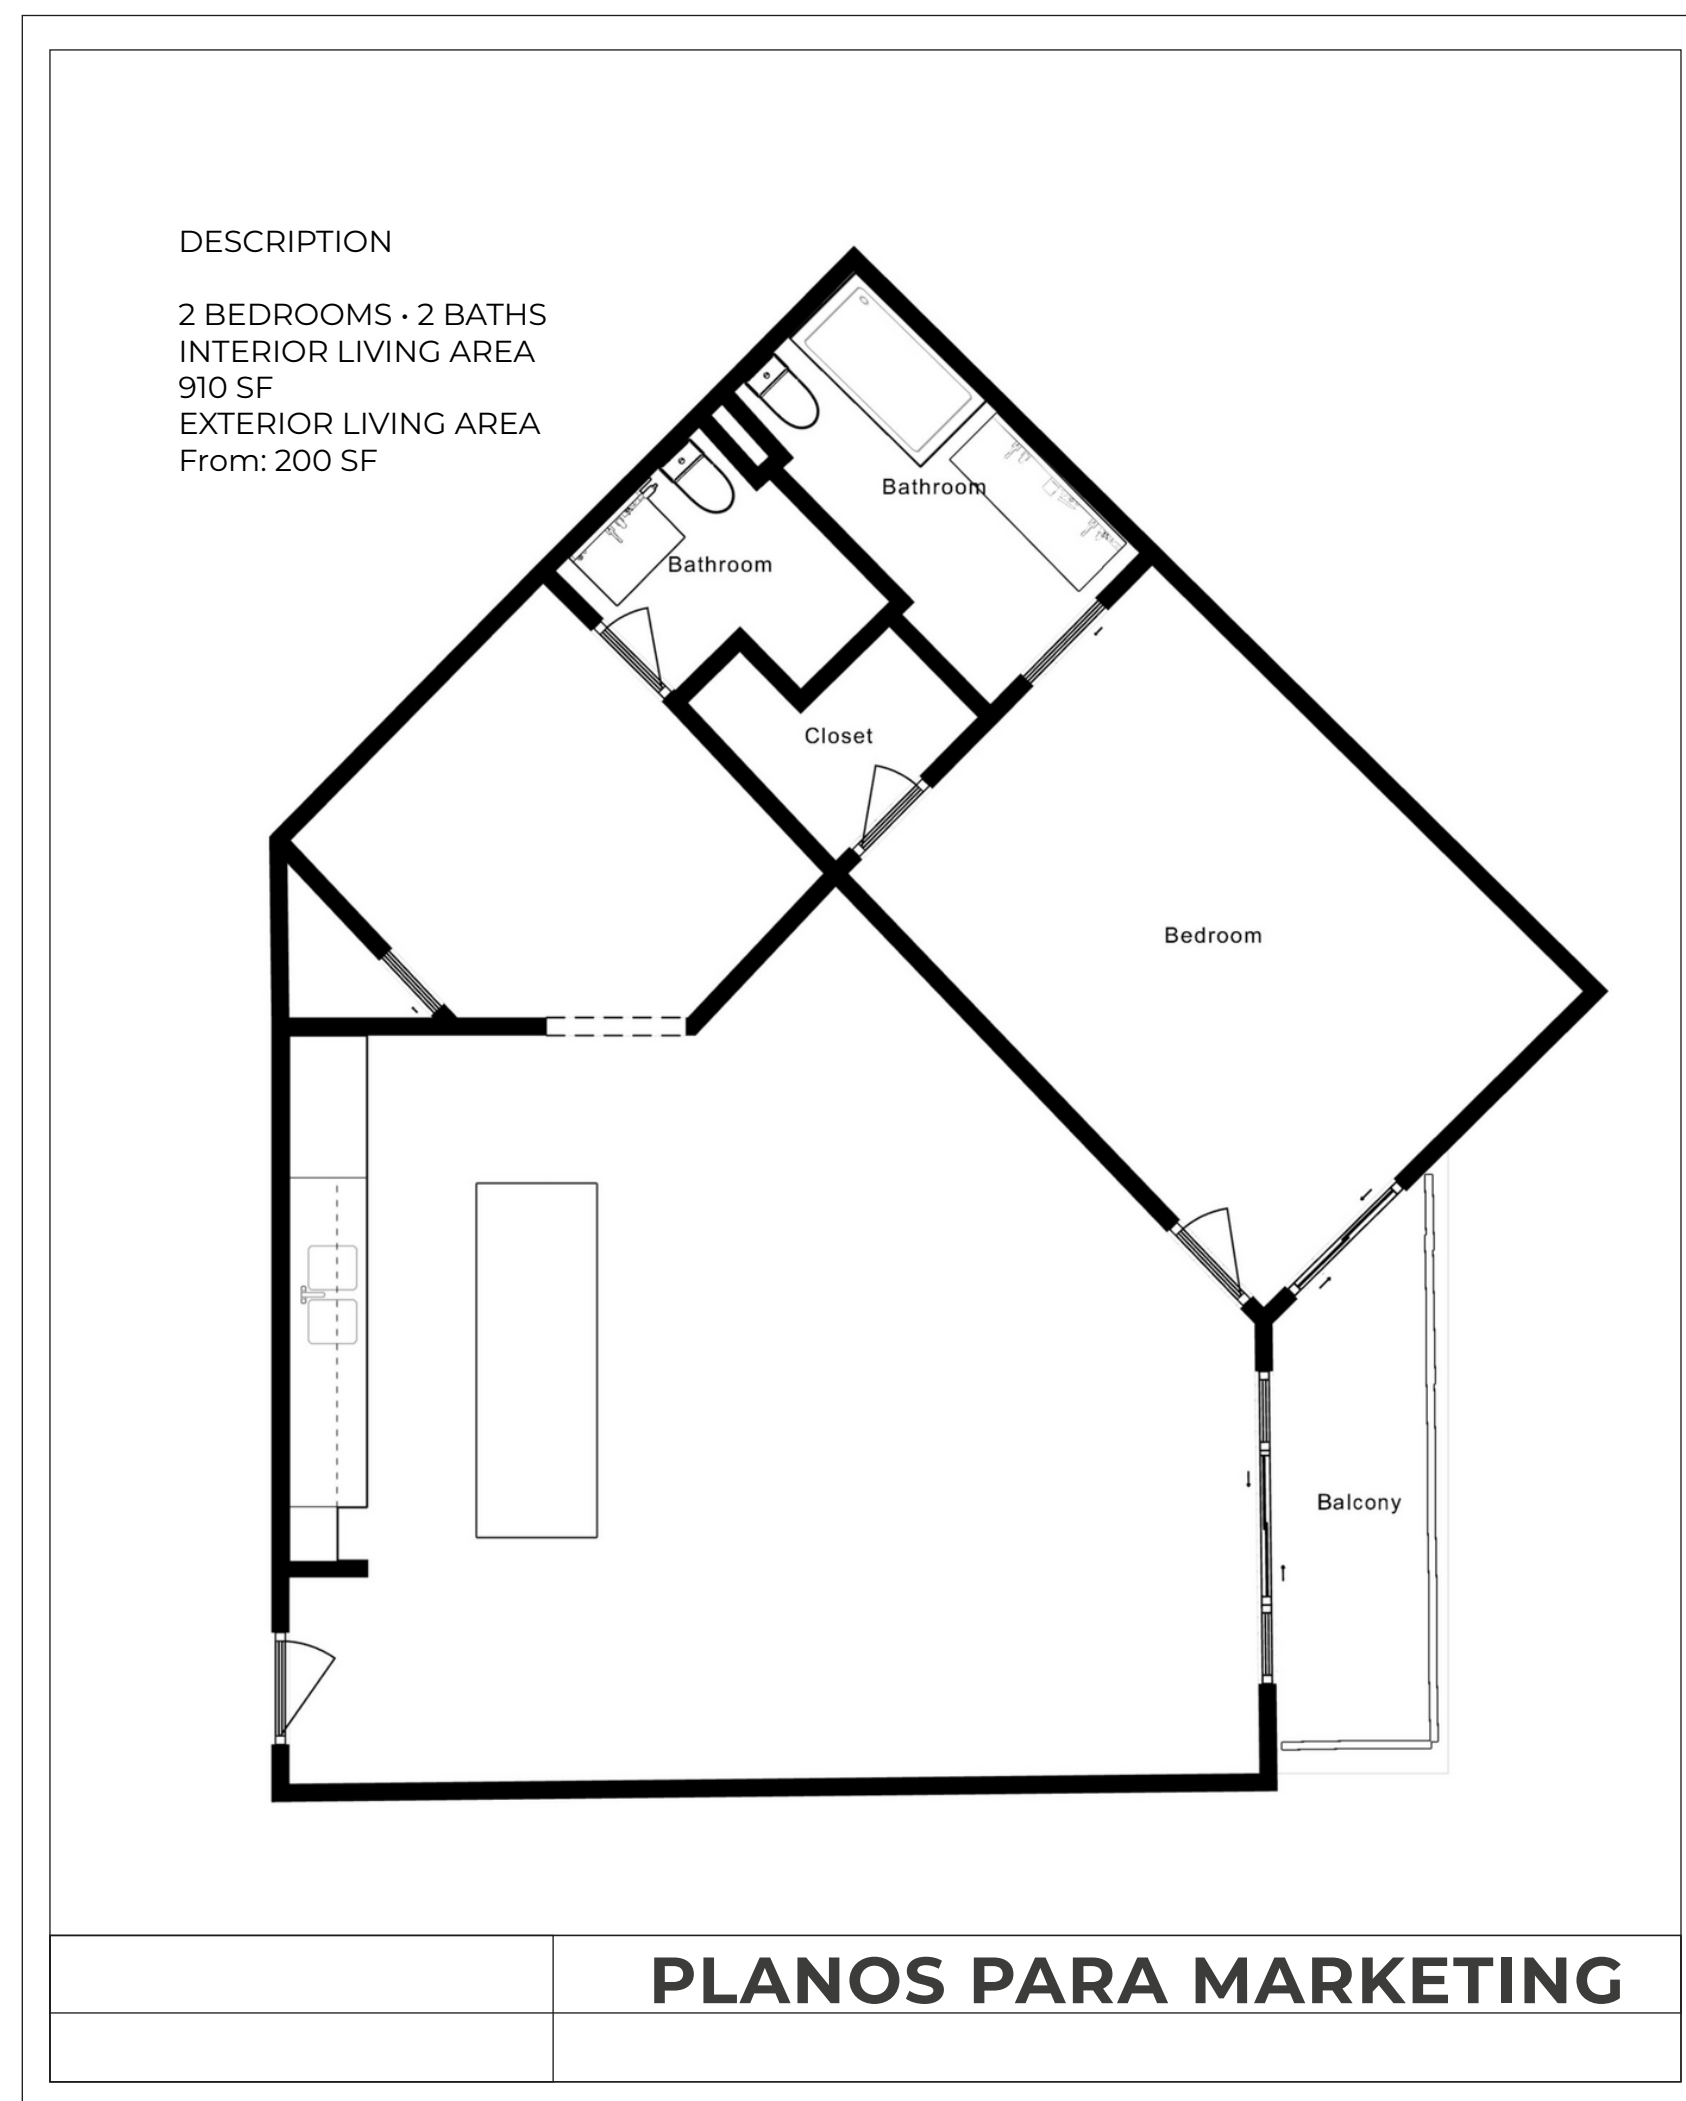 DESCRIPTION
2 BEDROOMS • 2 BATHS
INTERIOR LIVING AREA
910 SF
EXTERIOR LIVING AREA
From: 200 SF
Bathroom
Bathroom
Closet
Bedroom
Balcony
PLANOS PARA MARKETING